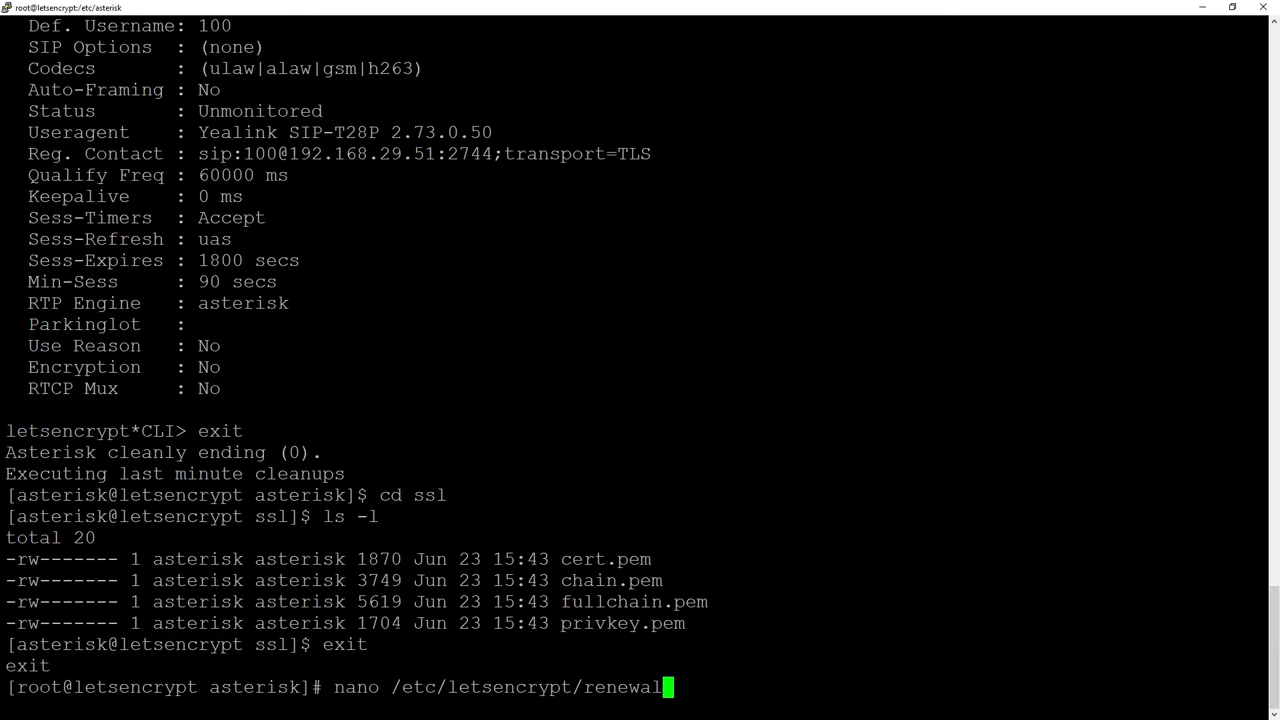 root@letsencrypt:/etc/asterisk
Def. Username: 100
SIP Options  : (none)
Codecs       : (ulaw|alaw|gsm|h263)
Auto-Framing : No
Status       : Unmonitored
Useragent    : Yealink SIP-T28P 2.73.0.50
Reg. Contact : sip:100@192.168.29.51:2744;transport=TLS
Qualify Freq : 60000 ms
Keepalive    : 0 ms
Sess-Timers  : Accept
Sess-Refresh : uas
Sess-Expires : 1800 secs
Min-Sess     : 90 secs
RTP Engine   : asterisk
Parkinglot   :
Use Reason   : No
Encryption   : No
RTCP Mux     : No
letsencrypt*CLI> exit
Asterisk cleanly ending (0).
Executing last minute cleanups
[asterisk@letsencrypt asterisk]$ cd ssl
[asterisk@letsencrypt ssl]$ ls -l
total 20
-rw------- 1 asterisk asterisk 1870 Jun 23 15:43 cert.pem
-rw------- 1 asterisk asterisk 3749 Jun 23 15:43 chain.pem
-rw------- 1 asterisk asterisk 5619 Jun 23 15:43 fullchain.pem
-rw------- 1 asterisk asterisk 1704 Jun 23 15:43 privkey.pem
[asterisk@letsencrypt ssl]$ exit
exit
[root@letsencrypt asterisk]# nano /etc/letsencrypt/renewal